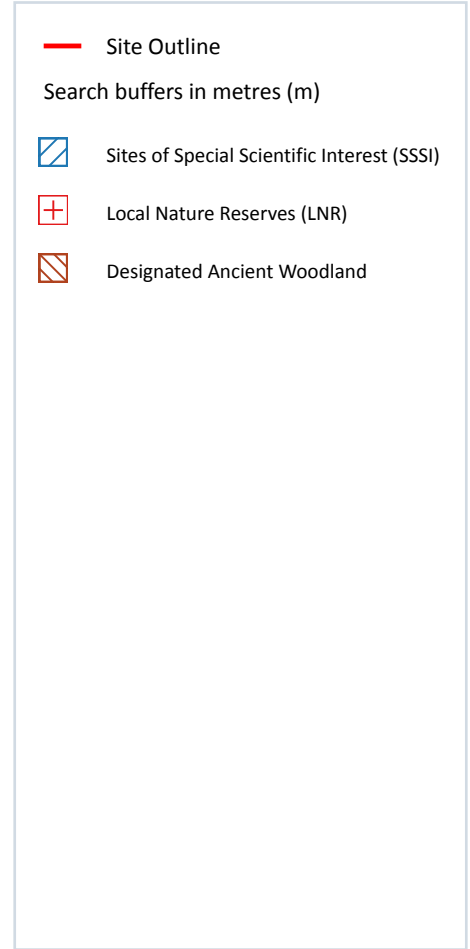 Site Outline
Search buffers in metres (m)
Sites of Special Scientific Interest (SSSI)
Local Nature Reserves (LNR)
Designated Ancient Woodland